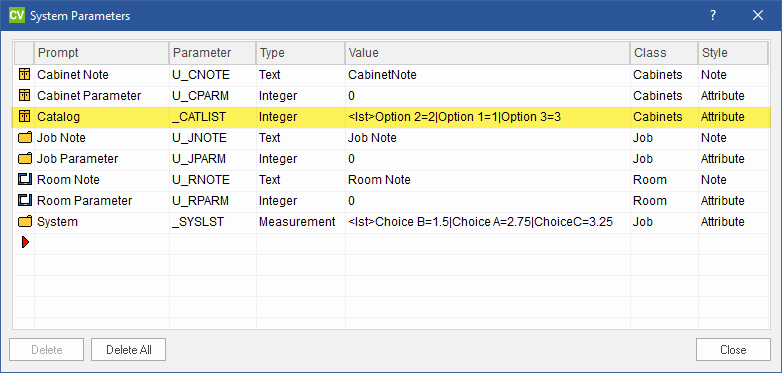 CV System Parameters ?
Prompt Parameter Type Value Class Style
Cabinet Note U_CNOTE Text CabinetNote Cabinets Note
Cabinet Parameter U_CPARM Integer 0 Cabinets Attribute
Catalog _CATLIST Integer <lst>Option 2=2|Option 1=1|Option 3=3 Cabinets Attribute
Job Note U_JNOTE Text Job Note Job Note
Job Parameter U_JPARM Integer 0 Job Attribute
Room Note U_RNOTE Text Room Note Room Note
Room Parameter U_RPARM Integer 0 Room Attribute
System _SYSLST Measurement <lst>Choice B=1.5|Choice A=2.75|ChoiceC=3.25 Job Attribute
Delete Delete All Close